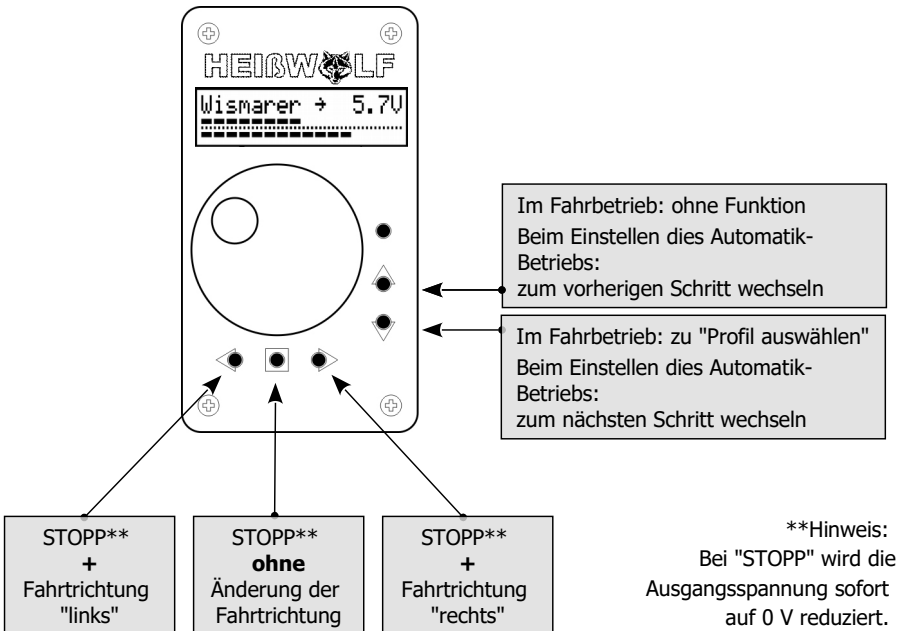 HEIßWOLF
Wismarer → 5.7V
Im Fahrbetrieb: ohne Funktion
Beim Einstellen dies Automatik-
Betriebs:
zum vorherigen Schritt wechseln
Im Fahrbetrieb: zu "Profil auswählen"
Beim Einstellen dies Automatik-
Betriebs:
zum nächsten Schritt wechseln
STOPP**
+
Fahrtrichtung
"links"
STOPP**
ohne
Änderung der
Fahrtrichtung
STOPP**
+
Fahrtrichtung
"rechts"
**Hinweis:
Bei "STOPP" wird die
Ausgangsspannung sofort
auf 0 V reduziert.